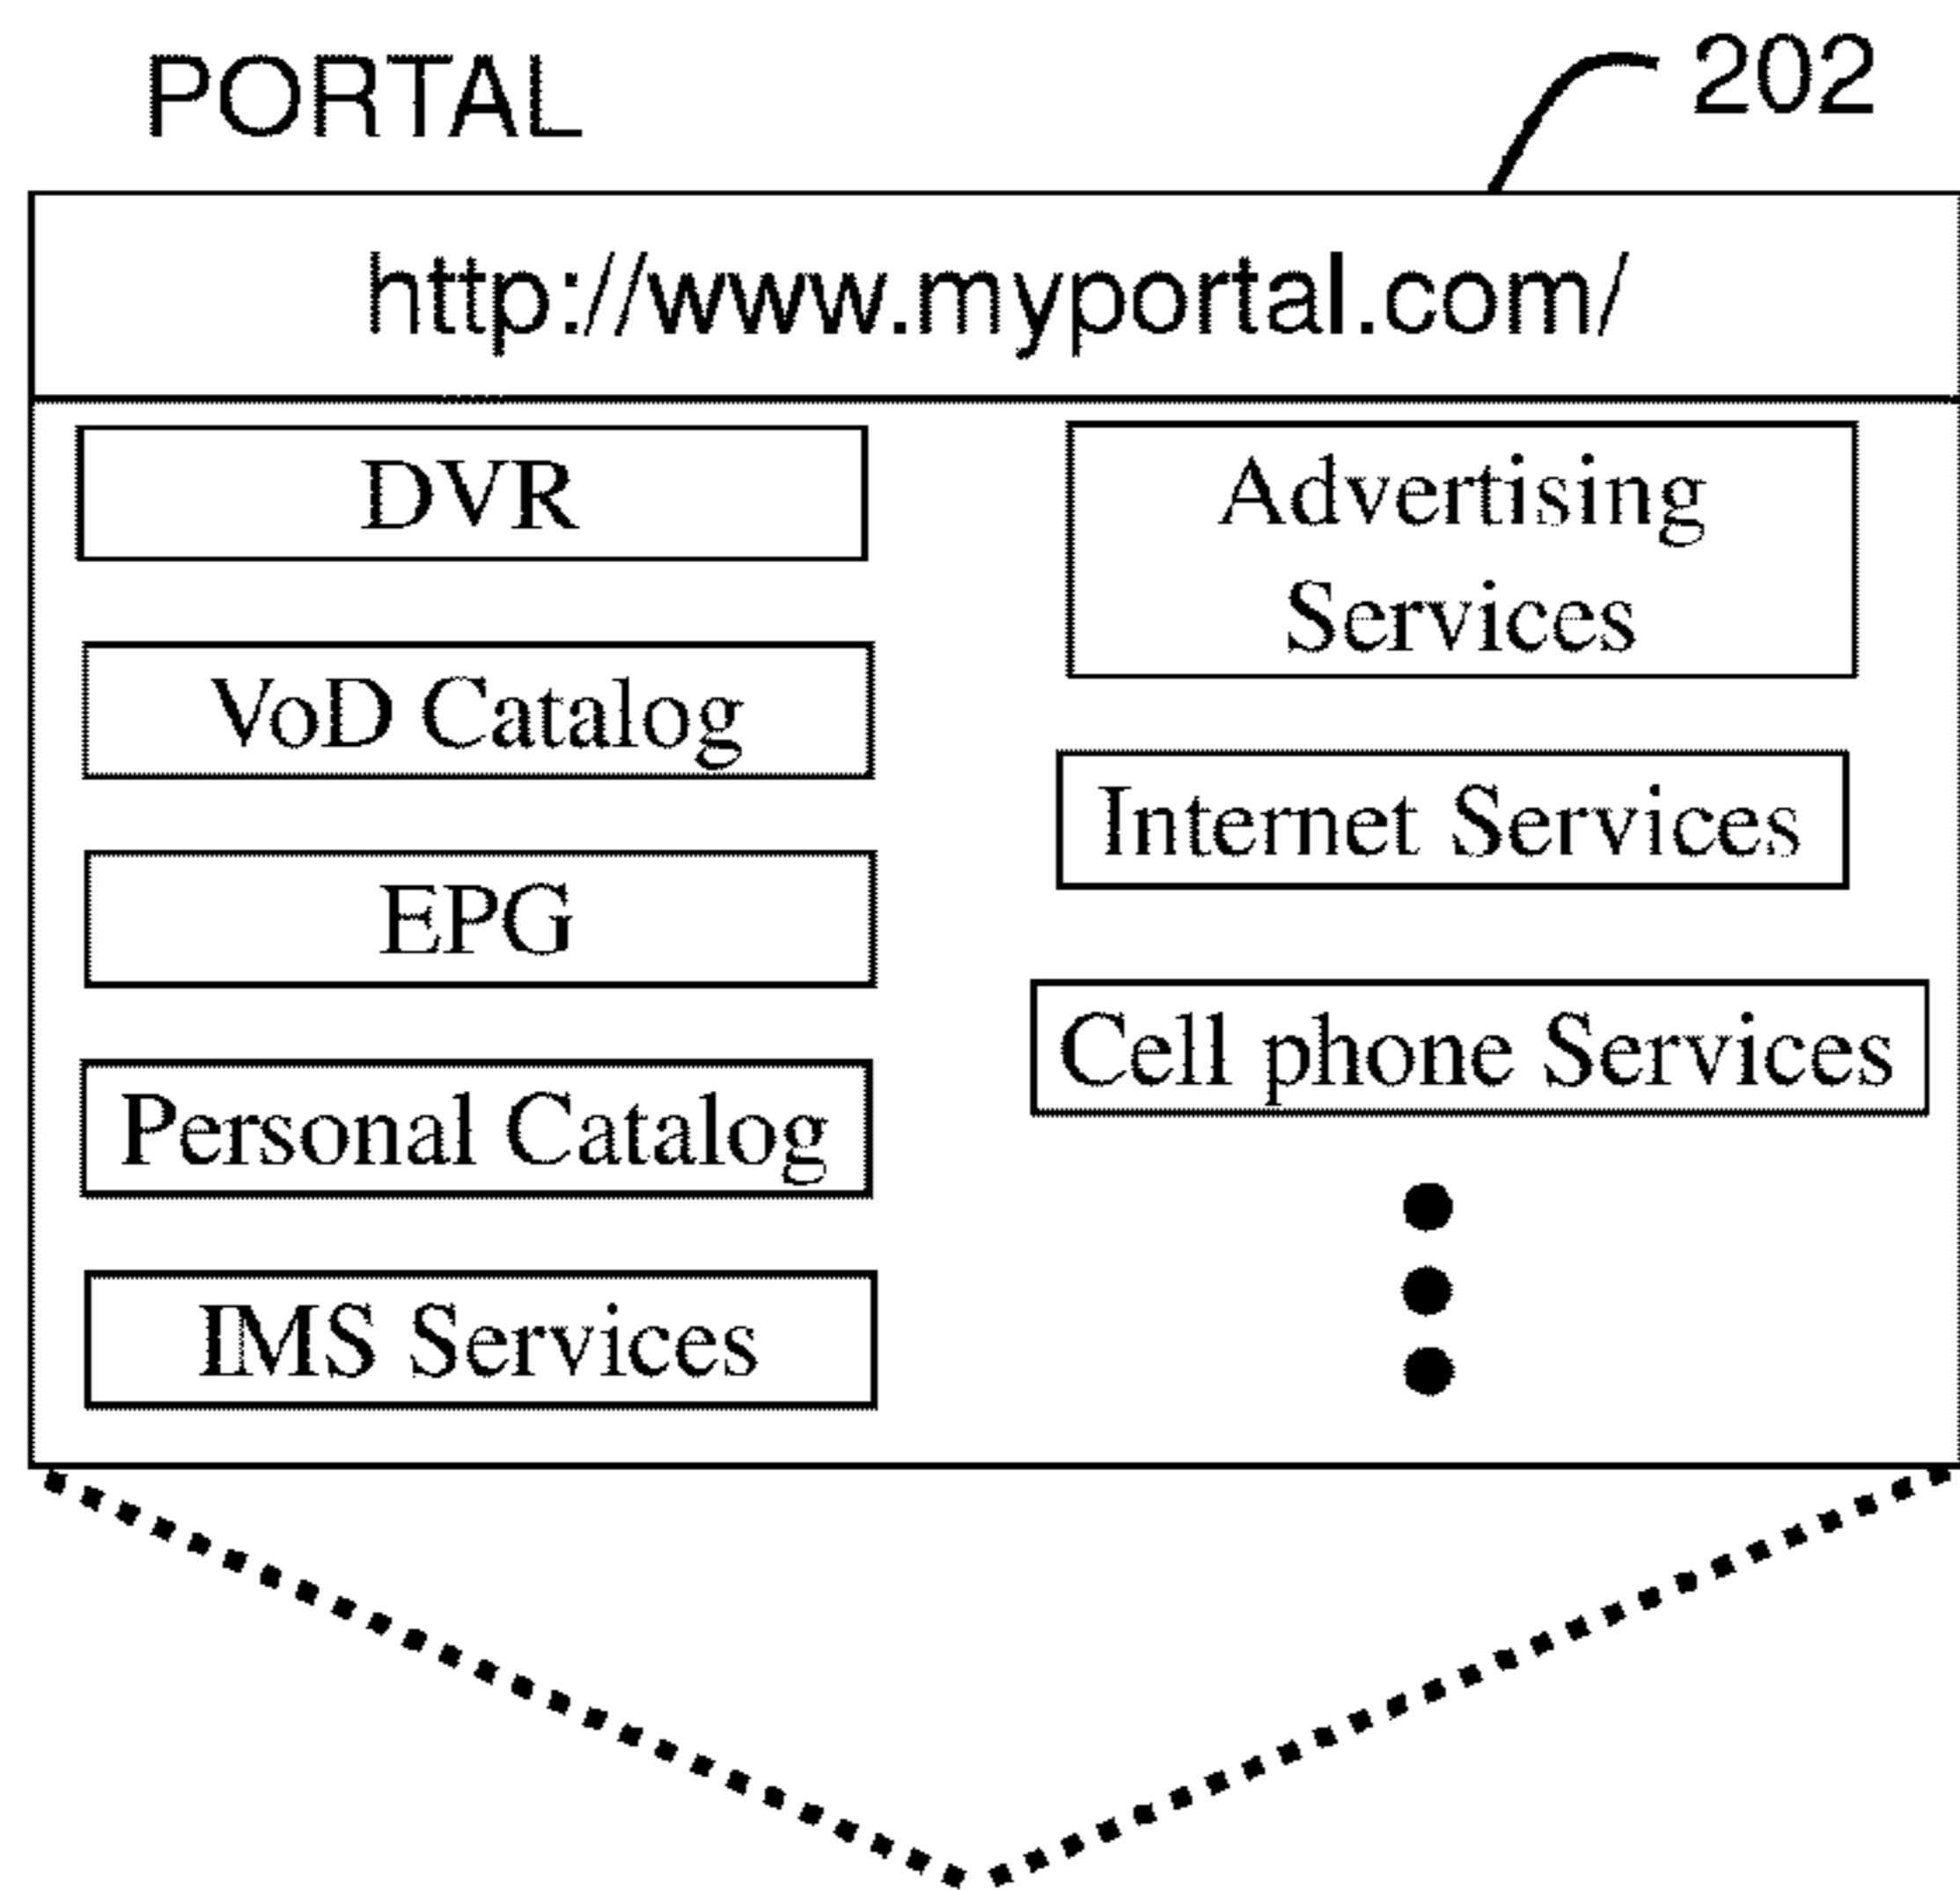 PORTAL
202
http://www.myportal.com/
DVR
VoD Catalog
EPG
Personal Catalog
IMS Services
Advertising
Services
Internet Services
Cell phone Services